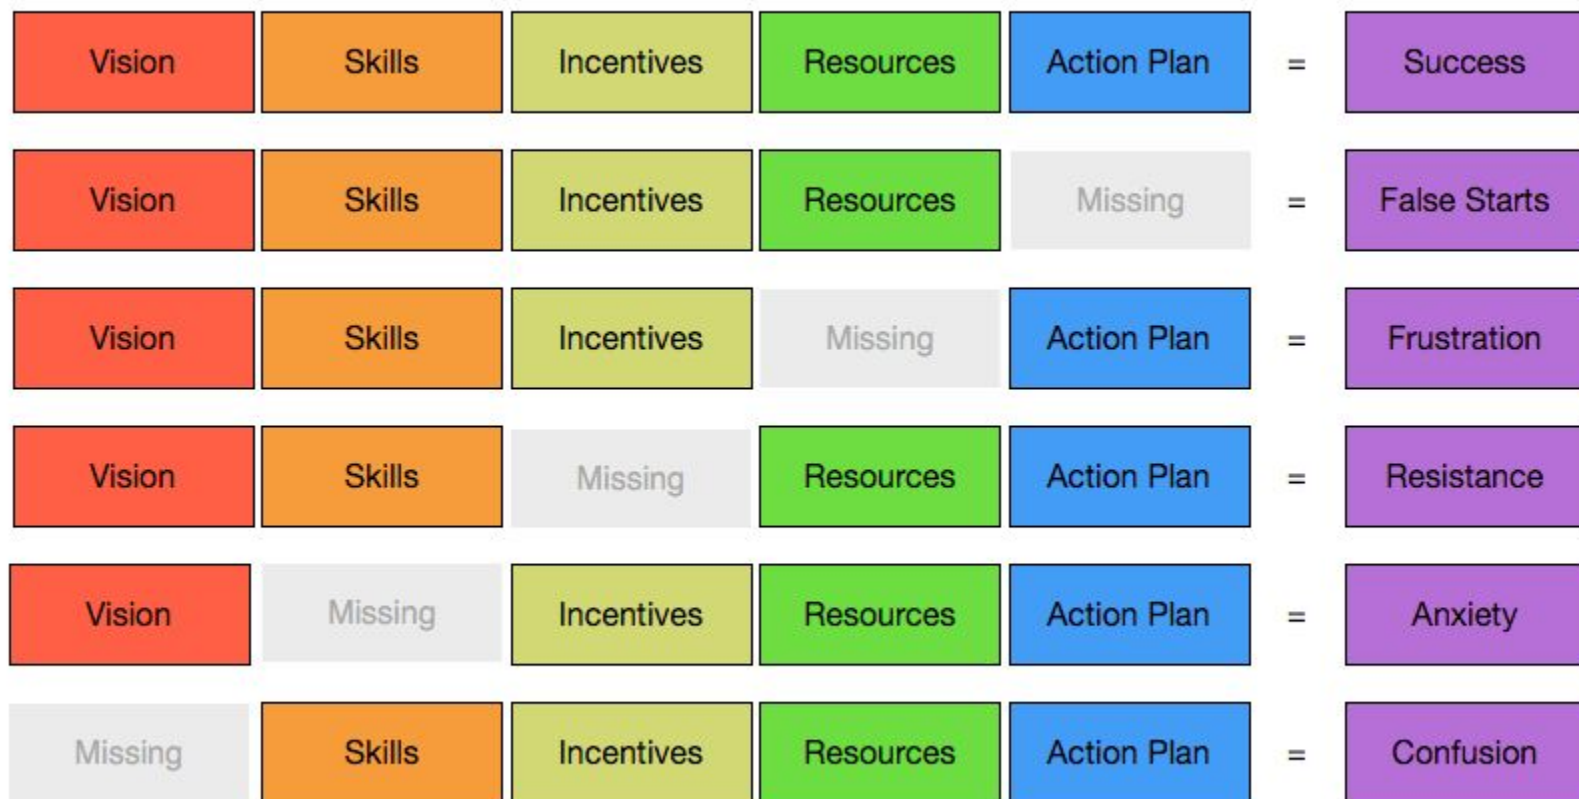 Vision Skills Incentives Resources Action Plan = Success
Vision Skills Incentives Resources Missing = False Starts
Vision Skills Incentives Missing Action Plan = Frustration
Vision Skills Missing Resources Action Plan = Resistance
Vision Missing Incentives Resources Action Plan = Anxiety
Missing Skills Incentives Resources Action Plan = Confusion